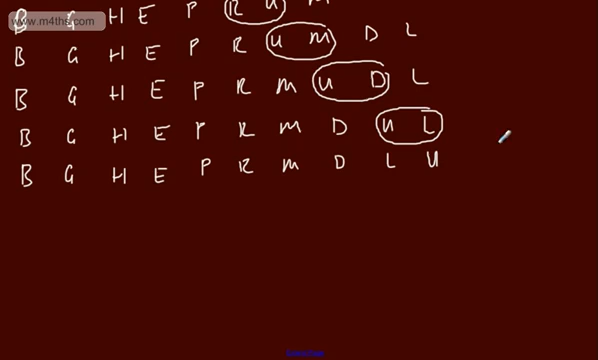 www.m4ths.com
B G H E P R U M
B G H E P R U M D L
B G H E P R M U D L
B G H E P R M D U L
B G H E P R M D L U